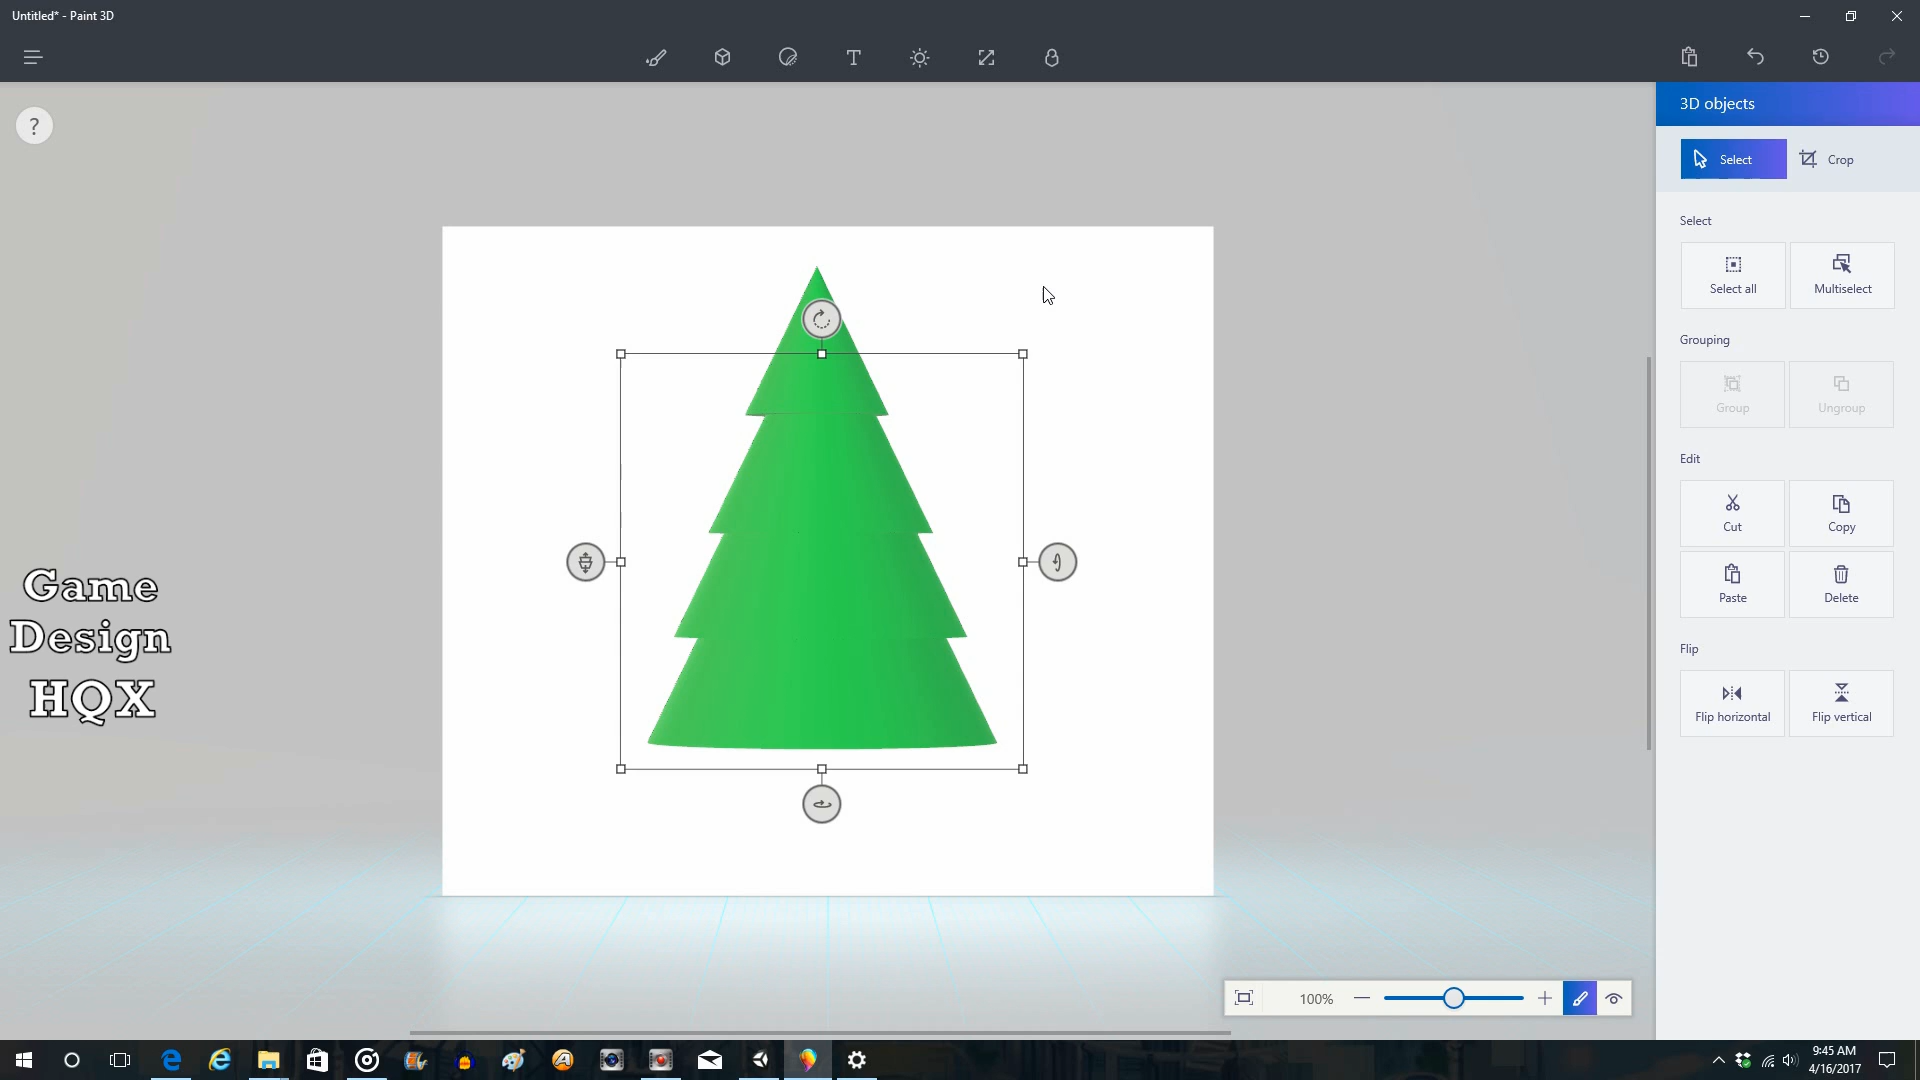 Untitled* - Paint 3D
?
3D objects
Select
Crop
Select
Select all
Multiselect
Grouping
Group
Ungroup
Edit
Cut
Copy
Paste
Delete
Flip
Flip horizontal
Flip vertical
Game
Design
HQX
100%
9:45 AM
4/16/2017